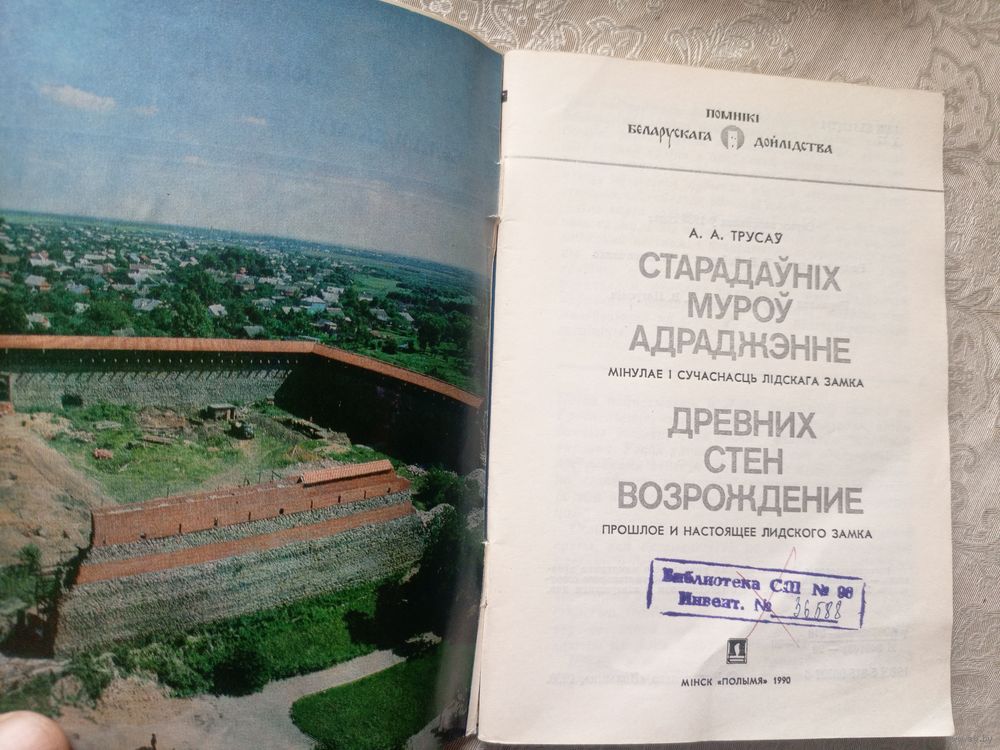 ПОМНІКІ
БЕЛАРУСКАГА ДОЙЛІДСТВА
А. А. ТРУСАЎ
СТАРАДАЎНІХ
МУРОЎ
АДРАДЖЭННЕ
МІНУЛАЕ І СУЧАСНАСЦЬ ЛІДСКАГА ЗАМКА
ДРЕВНИХ
СТЕН
ВОЗРОЖДЕНИЕ
ПРОШЛОЕ И НАСТОЯЩЕЕ ЛИДСКОГО ЗАМКА
Библиотека СШ № 98
Инвент. № 36588
МІНСК «ПОЛЫМЯ» 1990